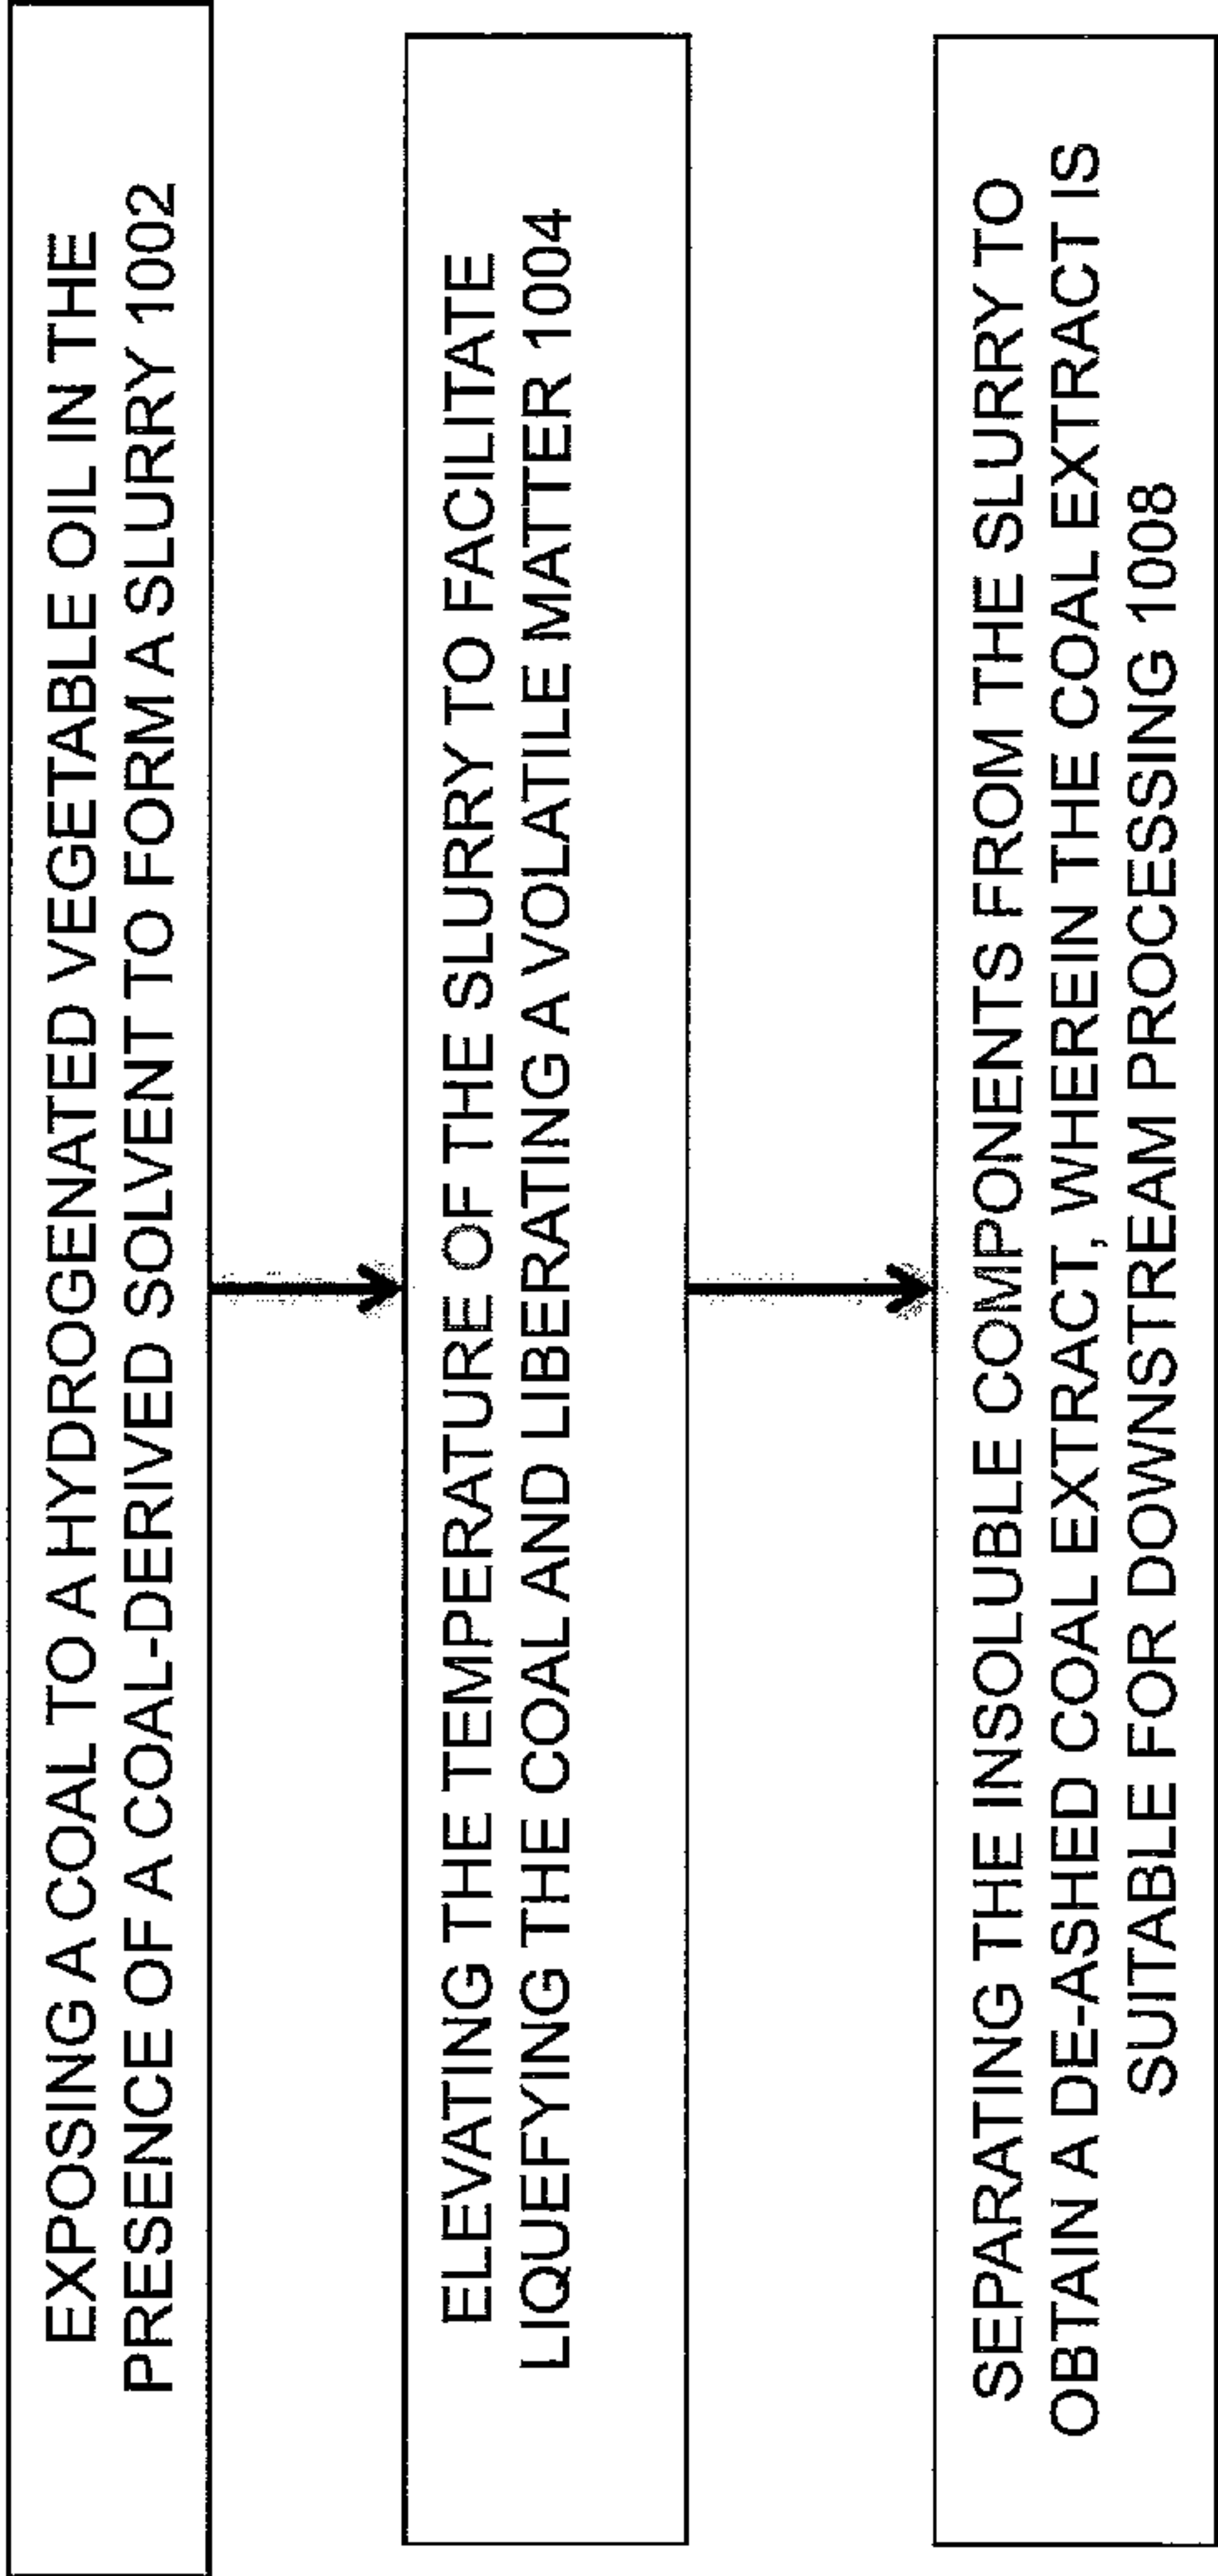 EXPOSING A COAL TO A HYDROGENATED VEGETABLE OIL IN THE
PRESENCE OF A COAL-DERIVED SOLVENT TO FORM A SLURRY 1002
ELEVATING THE TEMPERATURE OF THE SLURRY TO FACILITATE
LIQUEFYING THE COAL AND LIBERATING A VOLATILE MATTER 1004
SEPARATING THE INSOLUBLE COMPONENTS FROM THE SLURRY TO
OBTAIN A DE-ASHED COAL EXTRACT, WHEREIN THE COAL EXTRACT IS
SUITABLE FOR DOWNSTREAM PROCESSING 1008